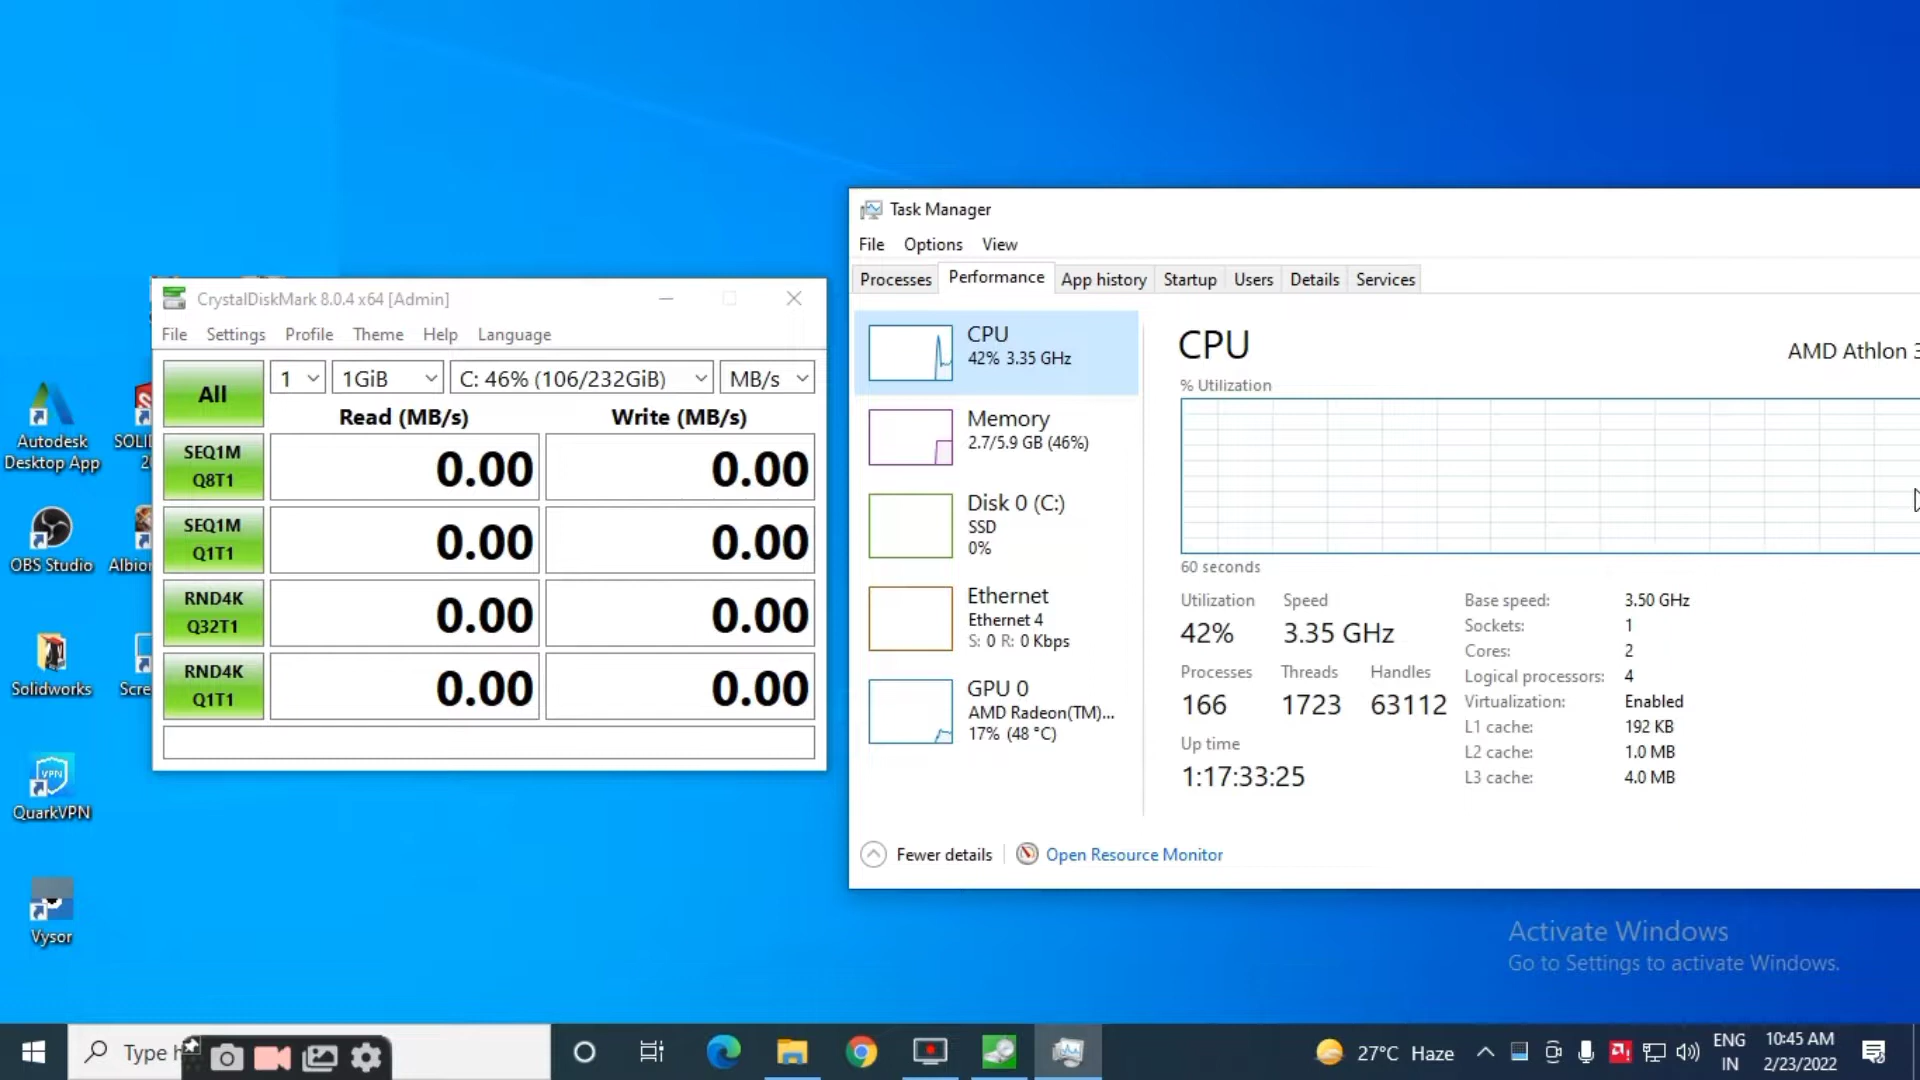 Autodesk
Desktop App
OBS Studio
Albion
Solidworks
QuarkVPN
Vysor
CrystalDiskMark 8.0.4 x64 [Admin]
File Settings Profile Theme Help Language
All
1
1GiB
C: 46% (106/232GiB)
MB/s
Read (MB/s)
Write (MB/s)
SEQ1M
Q8T1
0.00
0.00
SEQ1M
Q1T1
0.00
0.00
RND4K
Q32T1
0.00
0.00
RND4K
Q1T1
0.00
0.00
Task Manager
File Options View
Processes Performance App history Startup Users Details Services
CPU
42% 3.35 GHz
Memory
2.7/5.9 GB (46%)
Disk 0 (C:)
SSD
0%
Ethernet
Ethernet 4
S: 0 R: 0 Kbps
GPU 0
AMD Radeon(TM)...
17% (48 °C)
CPU
AMD Athlon 3
% Utilization
60 seconds
Utilization Speed
42% 3.35 GHz
Processes Threads Handles
166 1723 63112
Up time
1:17:33:25
Base speed: 3.50 GHz
Sockets: 1
Cores: 2
Logical processors: 4
Virtualization: Enabled
L1 cache: 192 KB
L2 cache: 1.0 MB
L3 cache: 4.0 MB
Fewer details
Open Resource Monitor
Activate Windows
Go to Settings to activate Windows.
Type
27°C Haze
ENG
IN
10:45 AM
2/23/2022